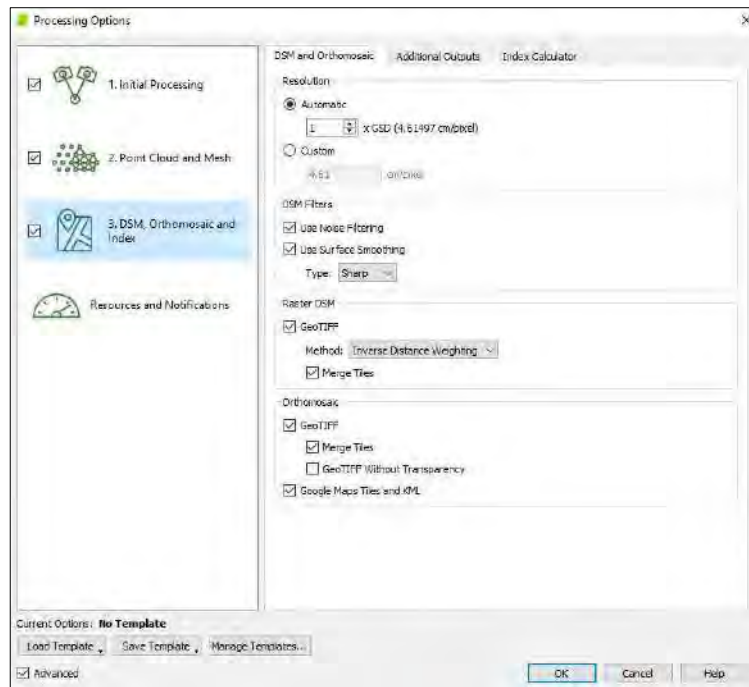 Processing Options
1. Initial Processing
2. Point Cloud and Mesh
3. DSM, Orthomosaic and
Index
Resources and Notifications
DSM and Orthomosaic Additional Outputs Index Calculator
Resolution
Automatic
1 x GSD (4.61497 cm/pixel)
Custom
4.61 cm/pixel
DSM Filters
Use Noise Filtering
Use Surface Smoothing
Type: Sharp
Raster DSM
GeoTIFF
Method: Inverse Distance Weighting
Merge Tiles
Orthomosaic
GeoTIFF
Merge Tiles
GeoTIFF Without Transparency
Google Maps Tiles and KML
Current Options: No Template
Load Template Save Template Manage Templates...
Advanced OK Cancel Help